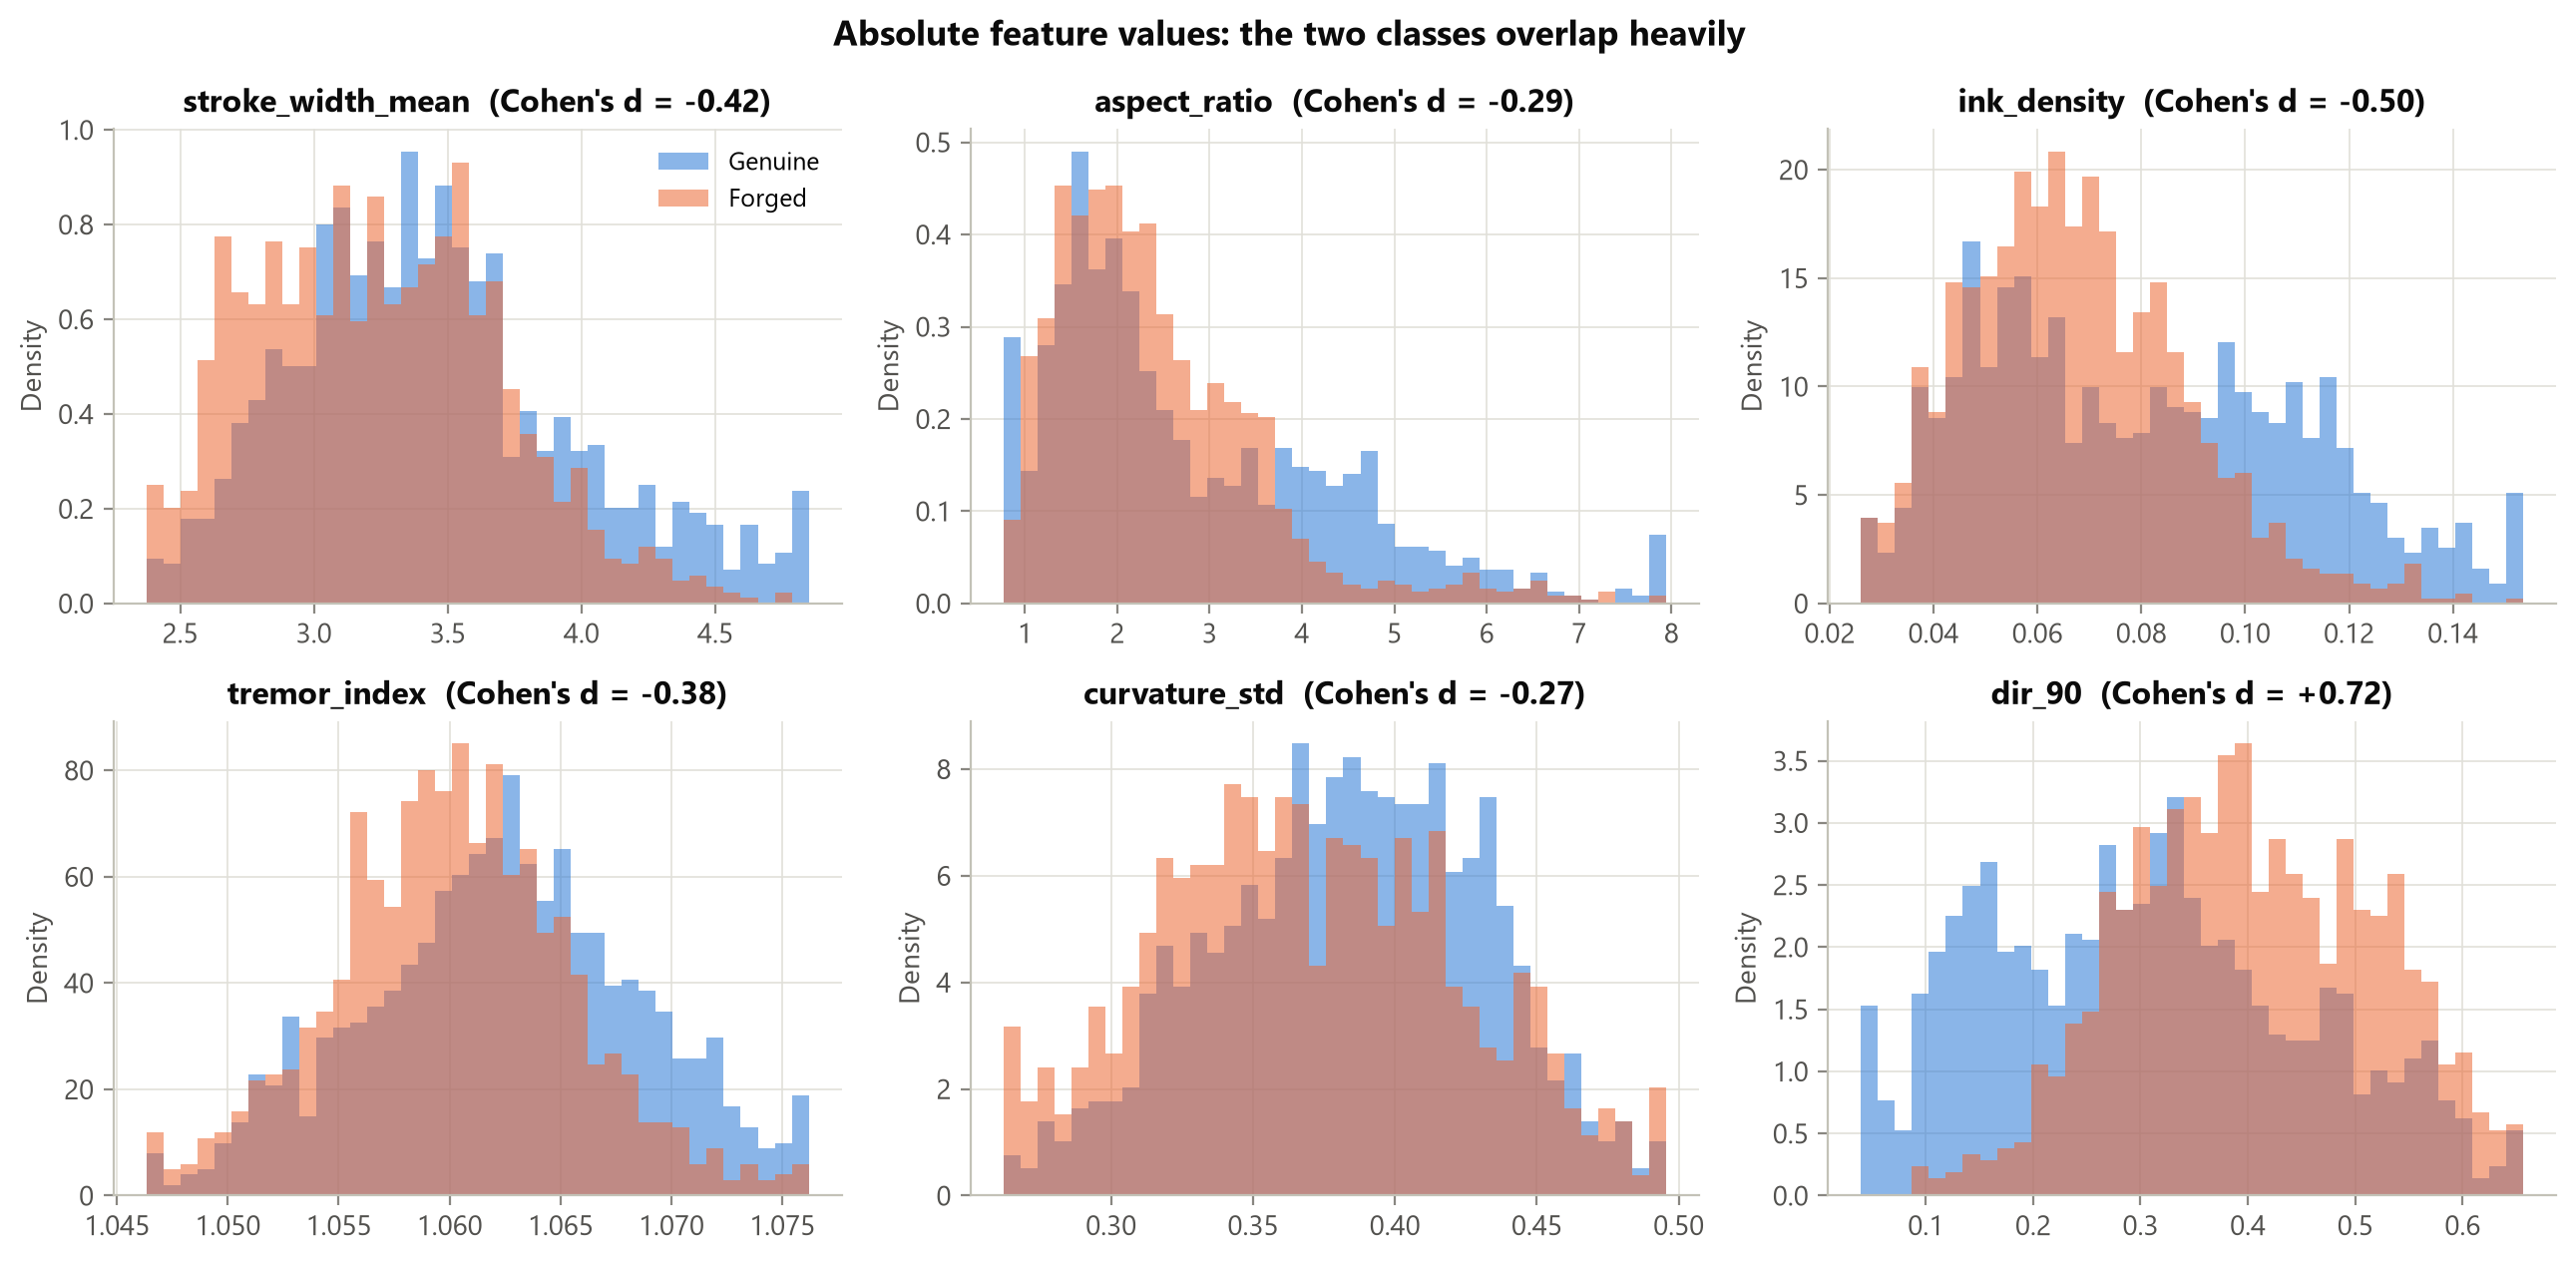 Absolute feature values: the two classes overlap heavily
stroke_width_mean (Cohen's d = -0.42)
1.0
0.8
0.6
0.4
0.2
0.0
Density
Genuine
Forged
2.5 3.0 3.5 4.0 4.5
aspect_ratio (Cohen's d = -0.29)
0.5
0.4
0.3
0.2
0.1
0.0
Density
1 2 3 4 5 6 7 8
ink_density (Cohen's d = -0.50)
20
15
10
5
0
Density
0.02 0.04 0.06 0.08 0.10 0.12 0.14
tremor_index (Cohen's d = -0.38)
80
60
40
20
0
Density
1.045 1.050 1.055 1.060 1.065 1.070 1.075
curvature_std (Cohen's d = -0.27)
8
6
4
2
0
Density
0.30 0.35 0.40 0.45 0.50
dir_90 (Cohen's d = +0.72)
3.5
3.0
2.5
2.0
1.5
1.0
0.5
0.0
Density
0.1 0.2 0.3 0.4 0.5 0.6